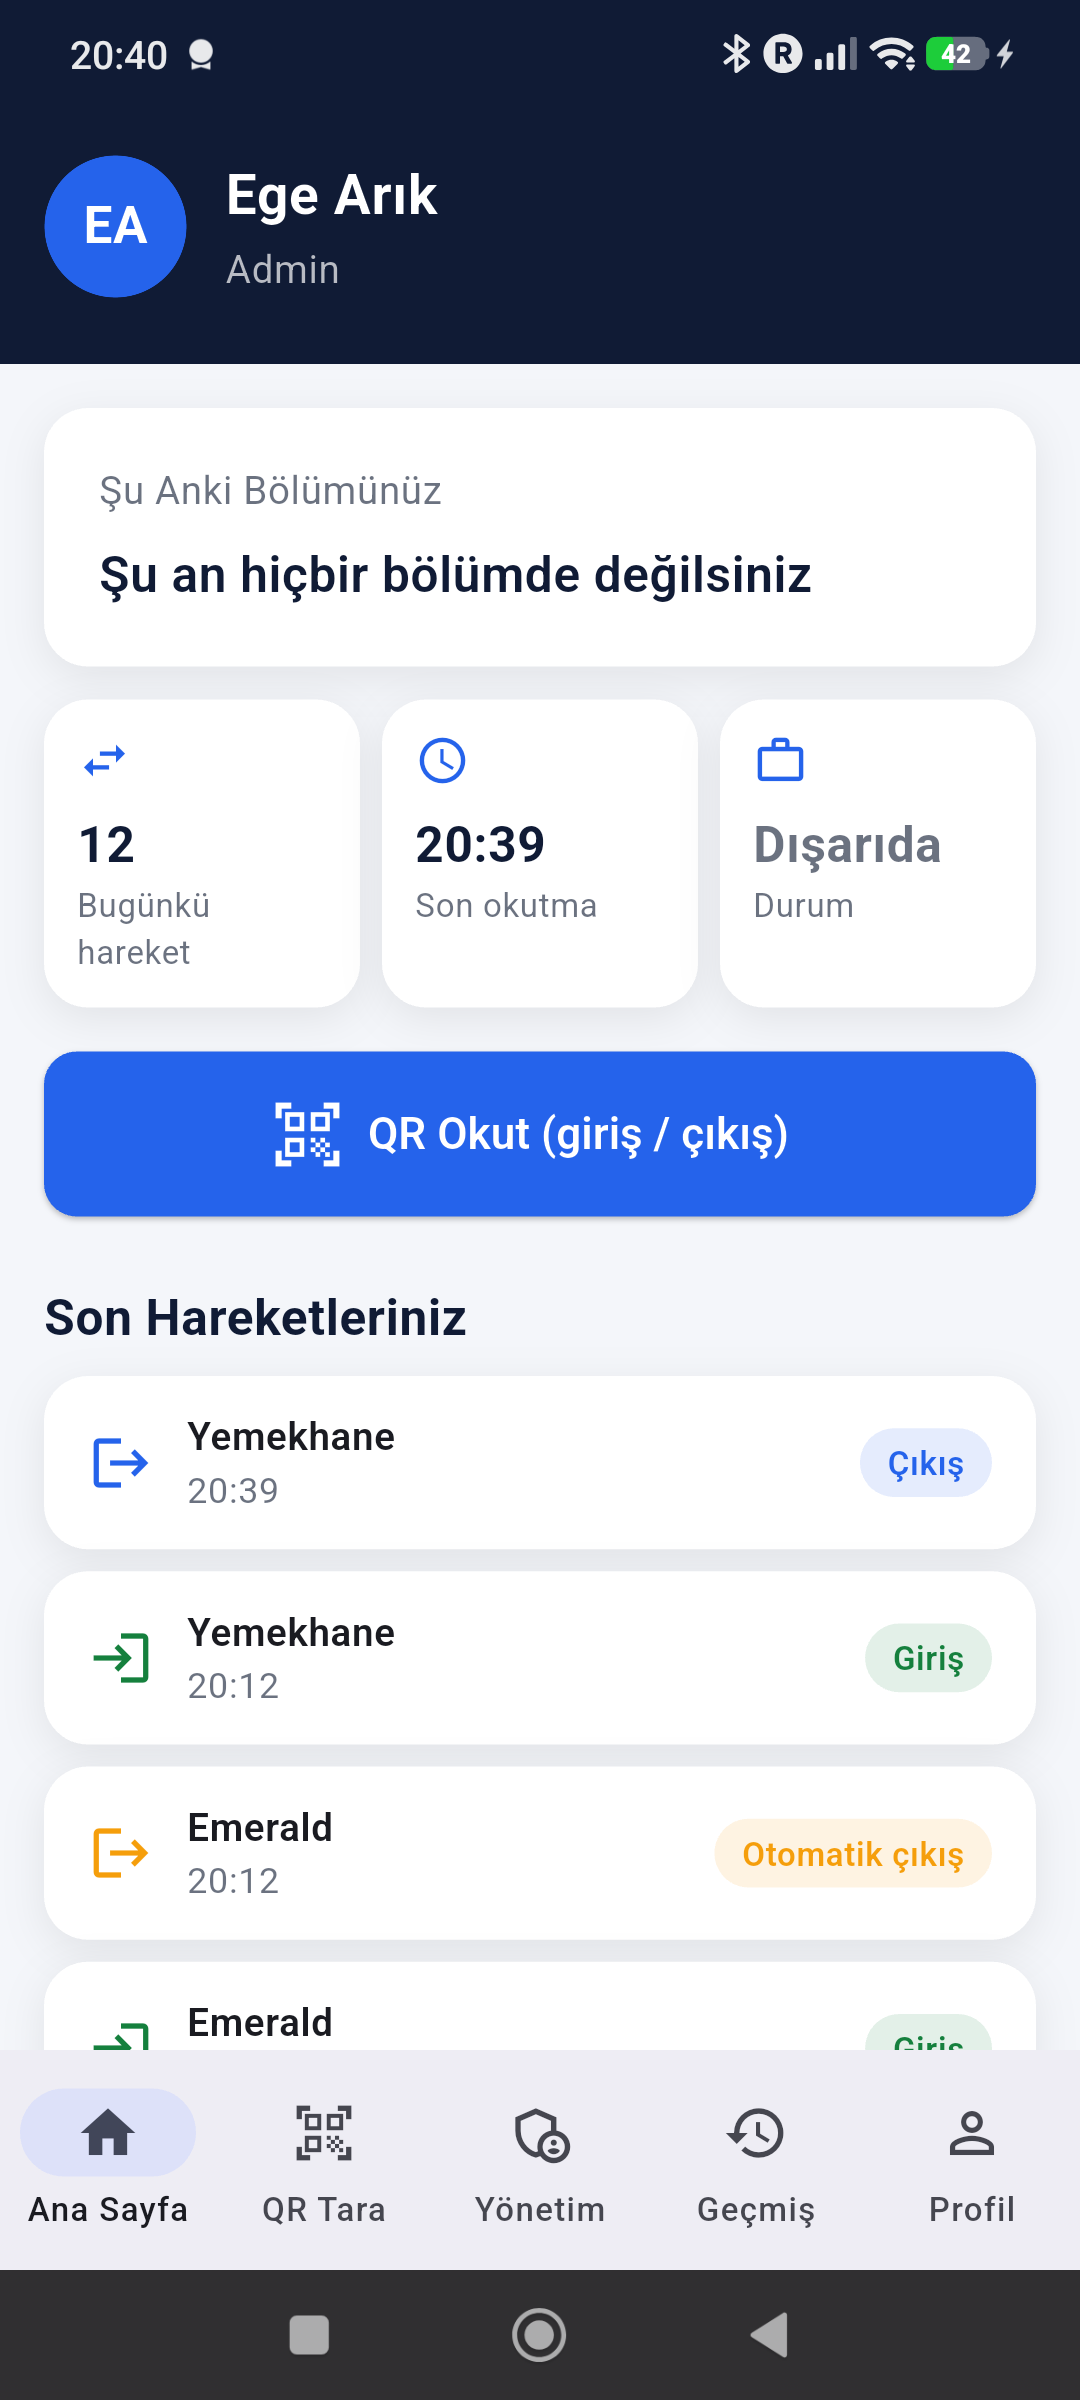 20:40
R
42
EA
Ege Arık
Admin
Şu Anki Bölümünüz
Şu an hiçbir bölümde değilsiniz
12
Bugünkü
hareket
20:39
Son okutma
Dışarıda
Durum
QR Okut (giriş / çıkış)
Son Hareketleriniz
Yemekhane
20:39
Çıkış
Yemekhane
20:12
Giriş
Emerald
20:12
Otomatik çıkış
Emerald
Giriş
Ana Sayfa
QR Tara
Yönetim
Geçmiş
Profil